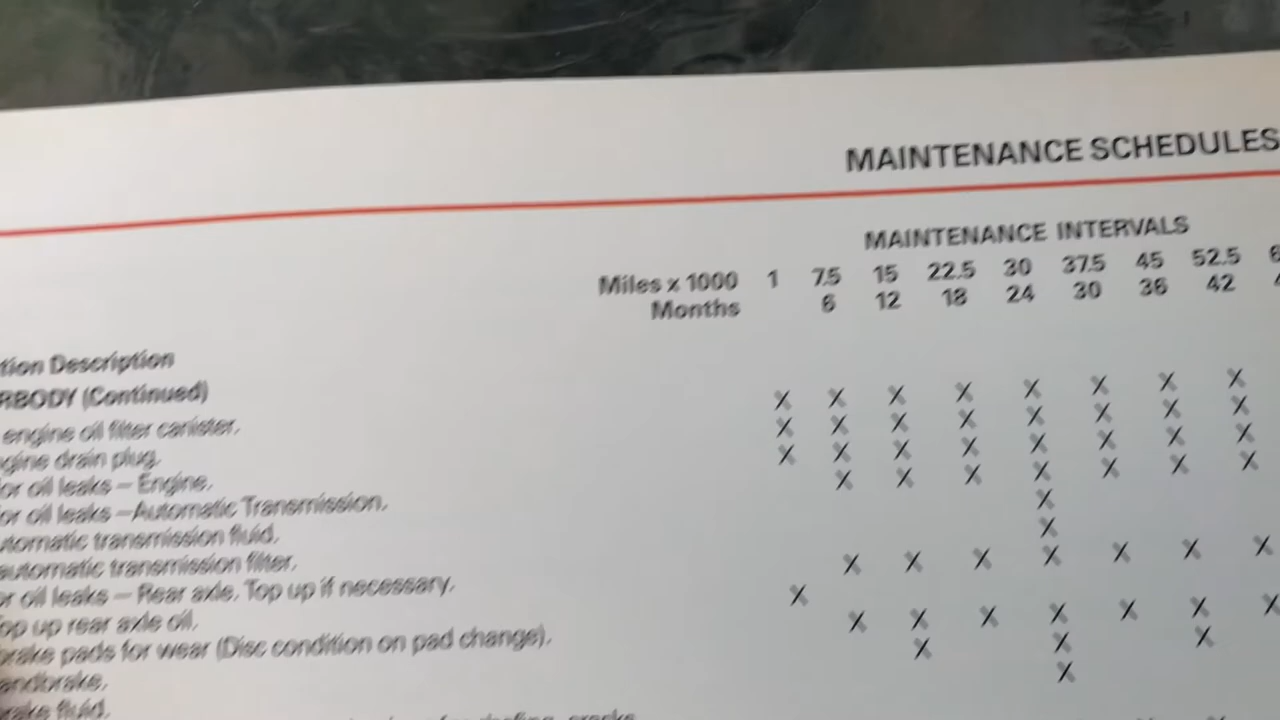 MAINTENANCE SCHEDULES
MAINTENANCE INTERVALS
Miles x 1000 1 7.5 15 22.5 30 37.5 45 52.5
Months 6 12 18 24 30 36 42
tion Description
RBODY (Continued)
engine oil filter canister. X X X X X X X X
gine drain plug. X X X X X X X X
or oil leaks – Engine. X X X X X X X X
or oil leaks –Automatic Transmission. X X X X X X X
utomatic transmission fluid. X
automatic transmission filter. X
or oil leaks – Rear axle. Top up if necessary. X X X X X X X
op up rear axle oil. X
brake pads for wear (Disc condition on pad change). X X X X X X X
andbrake. X X X
rake fluid. X
cracks